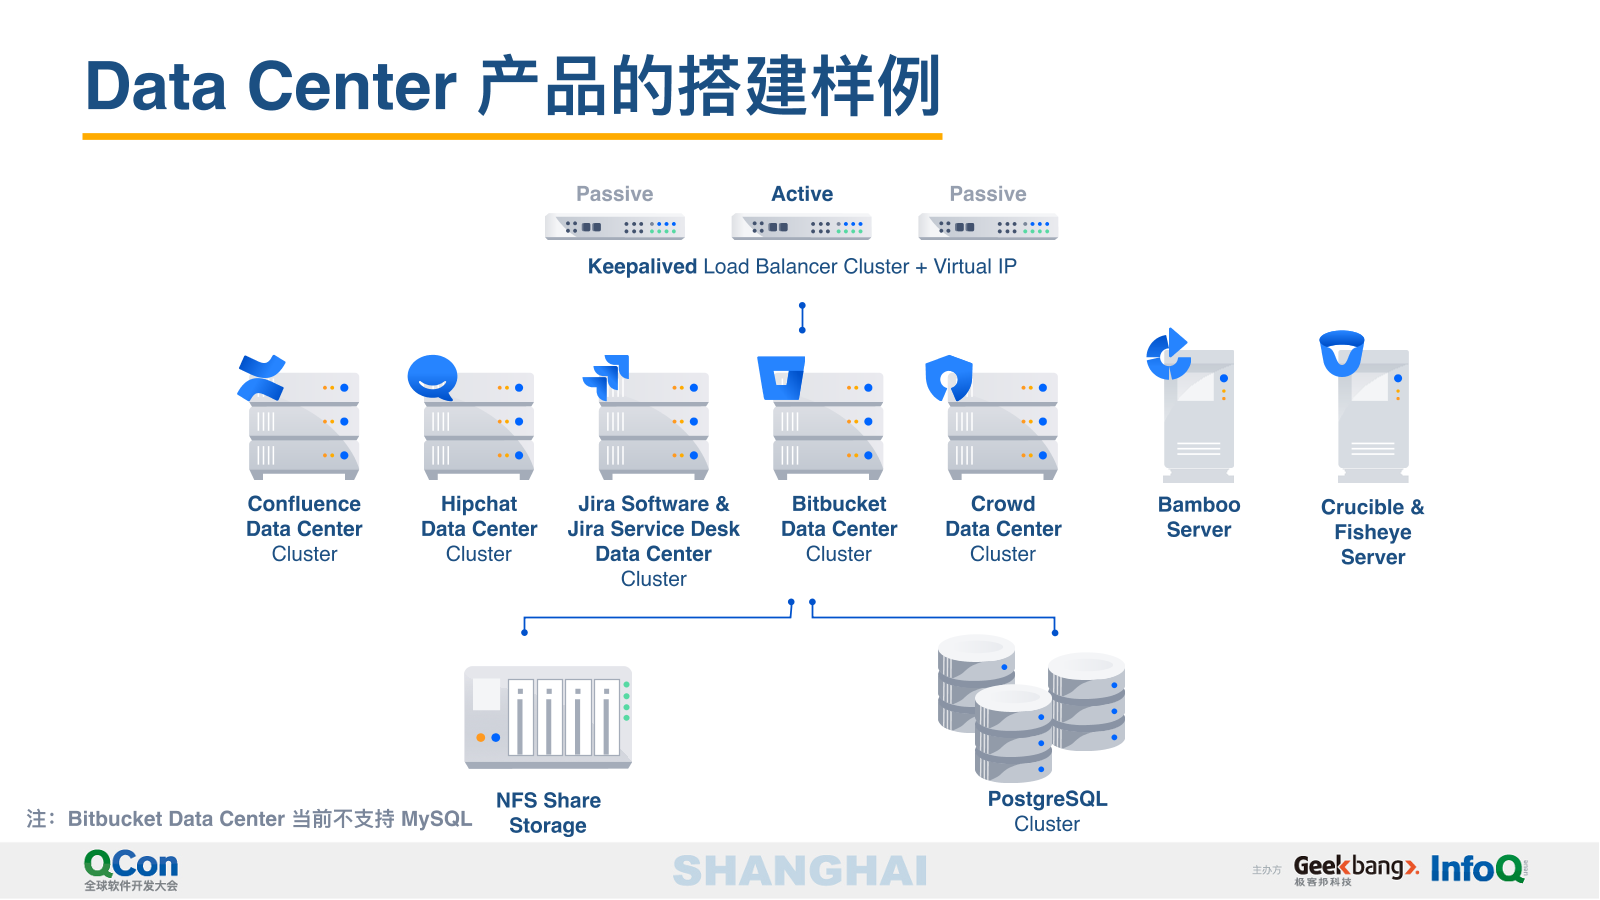 Data Center 产品的搭建样例
Passive
Active
Passive
Keepalived Load Balancer Cluster + Virtual IP
Confluence
Data Center
Cluster
Hipchat
Data Center
Cluster
Jira Software &
Jira Service Desk
Data Center
Cluster
Bitbucket
Data Center
Cluster
Crowd
Data Center
Cluster
Bamboo
Server
Crucible &
Fisheye
Server
NFS Share
Storage
PostgreSQL
Cluster
注：Bitbucket Data Center 当前不支持 MySQL
QCon
全球软件开发大会
SHANGHAI
主办方
Geekbang>.
极客邦科技
InfoQ